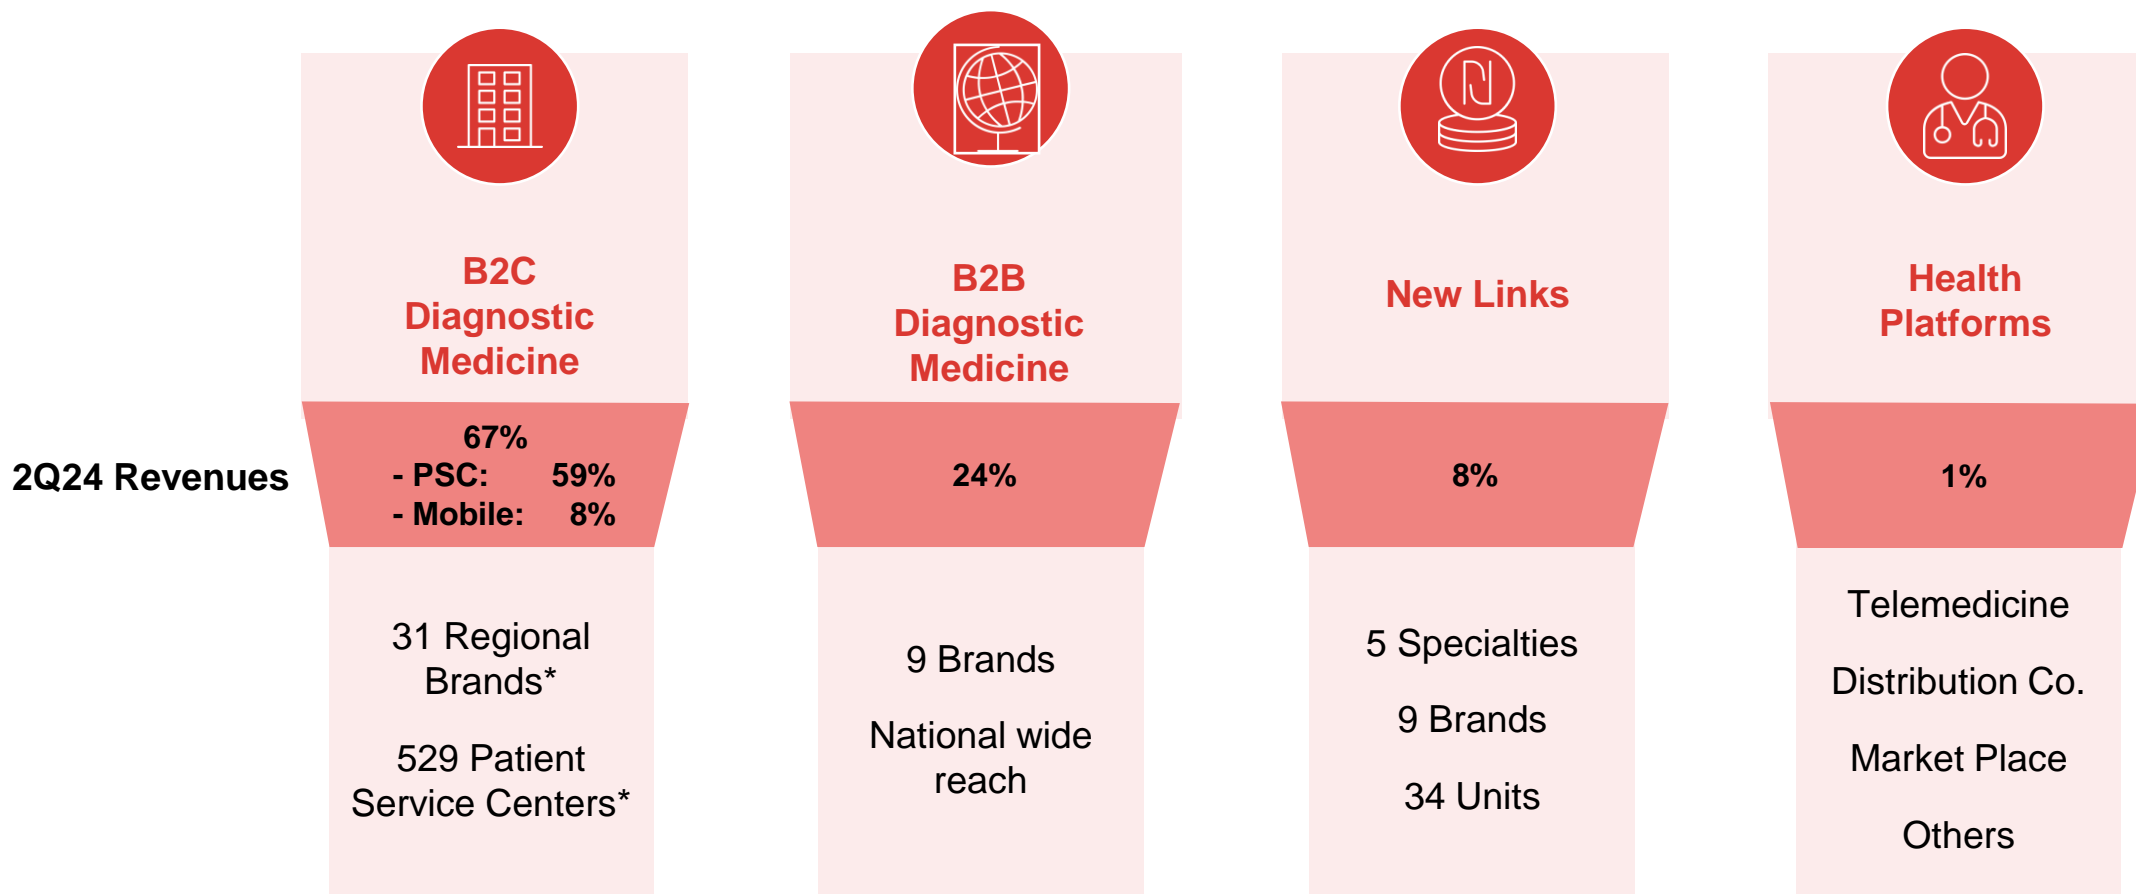 B2C
Diagnostic
Medicine
B2B
Diagnostic
Medicine
New Links
Health
Platforms
2Q24 Revenues
67%
- PSC: 59%
- Mobile: 8%
24%
8%
1%
31 Regional
Brands*
529 Patient
Service Centers*
9 Brands
National wide
reach
5 Specialties
9 Brands
34 Units
Telemedicine
Distribution Co.
Market Place
Others